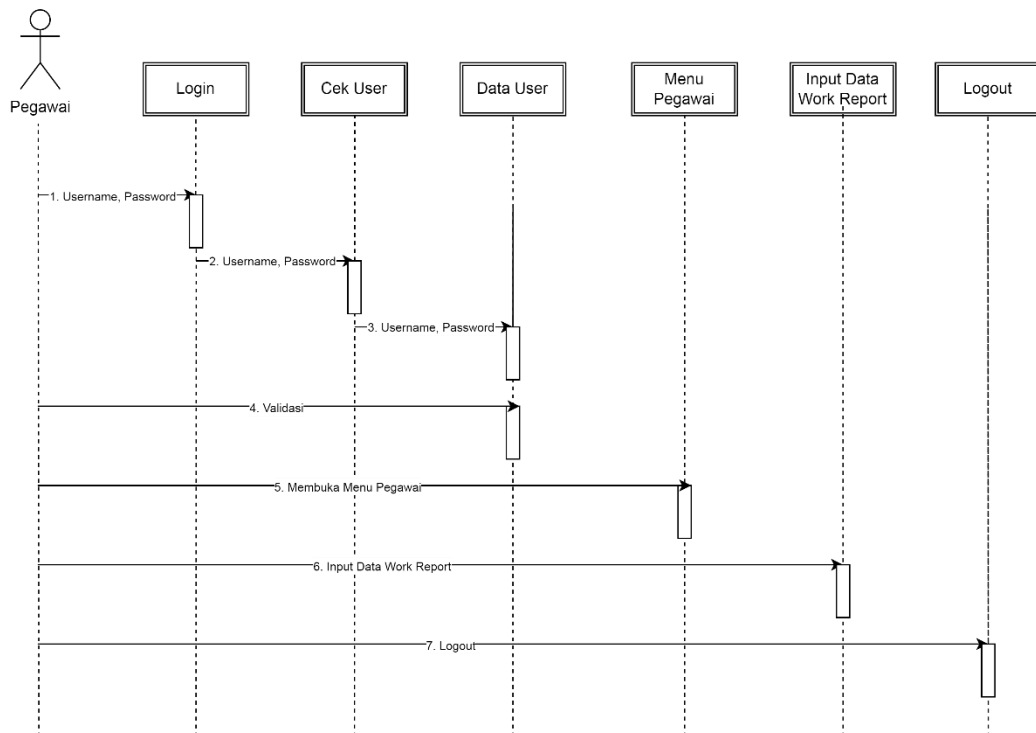 Pegawai
Login
Cek User
Data User
Menu
Pegawai
Input Data
Work Report
Logout
1. Username, Password
2. Username, Password
3. Username, Password
4. Validasi
5. Membuka Menu Pegawai
6. Input Data Work Report
7. Logout